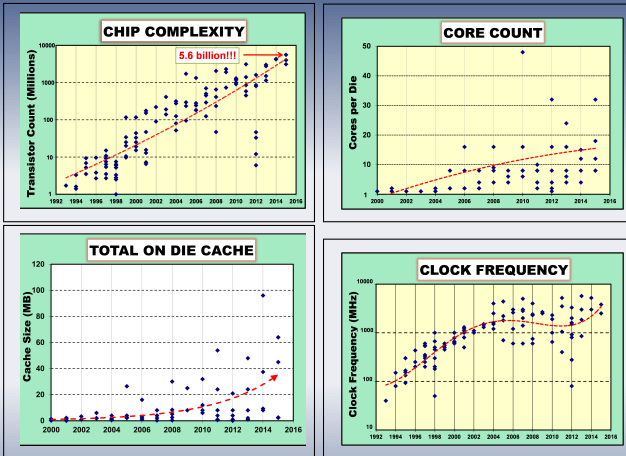 CHIP COMPLEXITY
5.6 billion!!!
Transistor Count (Millions)
10000
1000
100
10
1
1992 1994 1996 1998 2000 2002 2004 2006 2008 2010 2012 2014 2016
CORE COUNT
Cores per Die
50
40
30
20
10
1
2000 2002 2004 2006 2008 2010 2012 2014 2016
TOTAL ON DIE CACHE
Cache Size (MB)
120
100
80
60
40
20
0
2000 2002 2004 2006 2008 2010 2012 2014 2016
CLOCK FREQUENCY
Clock Frequency (MHz)
10000
1000
100
10
1992 1994 1996 1998 2000 2002 2004 2006 2008 2010 2012 2014 2016